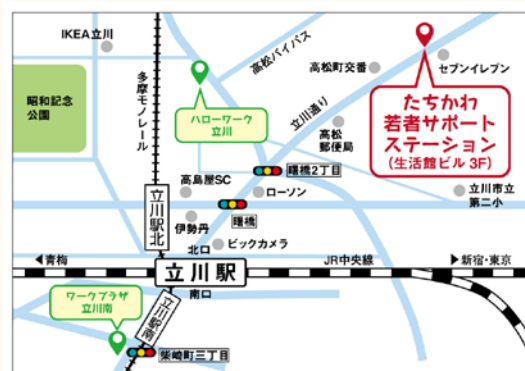 IKEA立川
昭和記念
公園
多摩モノレール
ハローワーク
立川
高松バイパス
高松町交番
セブンイレブン
立川通り
高松
郵便局
たちかわ
若者サポート
ステーション
(生活館ビル 3F)
曙橋2丁目
高島屋SC
ローソン
立川市立
第二小
立川駅北
伊勢丹
曙橋
北口
ビックカメラ
◀青梅
立川駅
JR中央線
▶新宿・東京
南口
ワークプラザ
立川南
立川駅南
柴崎町三丁目